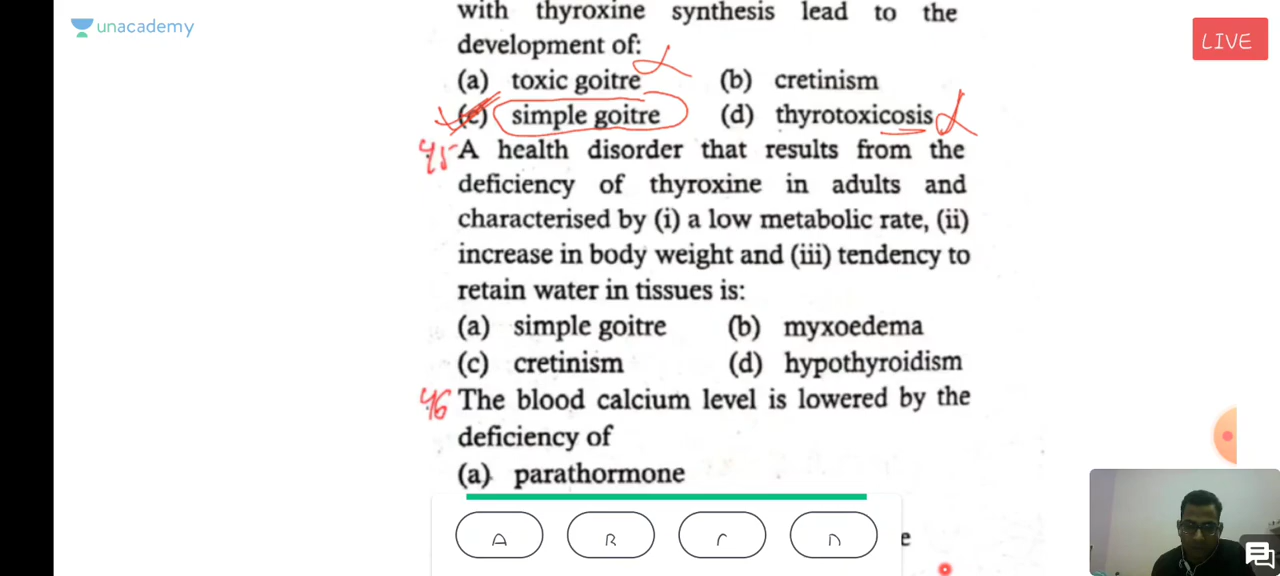 unacademy
LIVE
with thyroxine synthesis lead to the
development of:
(a) toxic goitre (b) cretinism
(c) simple goitre (d) thyrotoxicosis
45 A health disorder that results from the
deficiency of thyroxine in adults and
characterised by (i) a low metabolic rate, (ii)
increase in body weight and (iii) tendency to
retain water in tissues is:
(a) simple goitre (b) myxoedema
(c) cretinism (d) hypothyroidism
46 The blood calcium level is lowered by the
deficiency of
(a) parathormone
A B C D
e